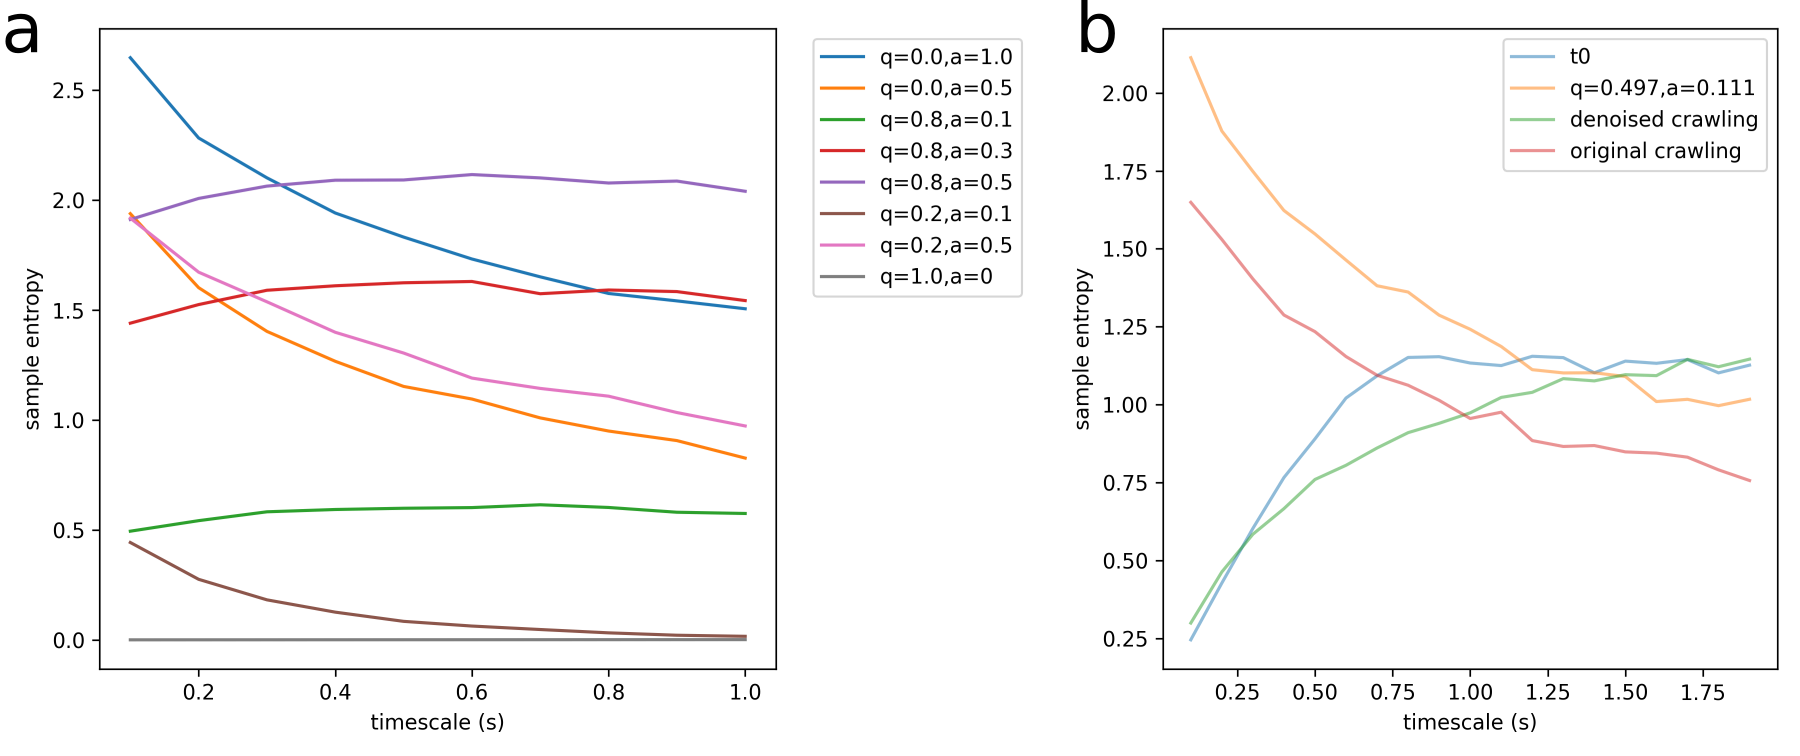 a
2.5
2.0
1.5
1.0
0.5
0.0
sample entropy
0.2
0.4
0.6
0.8
1.0
timescale (s)
q=0.0,a=1.0
q=0.0,a=0.5
q=0.8,a=0.1
q=0.8,a=0.3
q=0.8,a=0.5
q=0.2,a=0.1
q=0.2,a=0.5
q=1.0,a=0
b
2.00
1.75
1.50
1.25
1.00
0.75
0.50
0.25
sample entropy
0.25
0.50
0.75
1.00
1.25
1.50
1.75
timescale (s)
t0
q=0.497,a=0.111
denoised crawling
original crawling